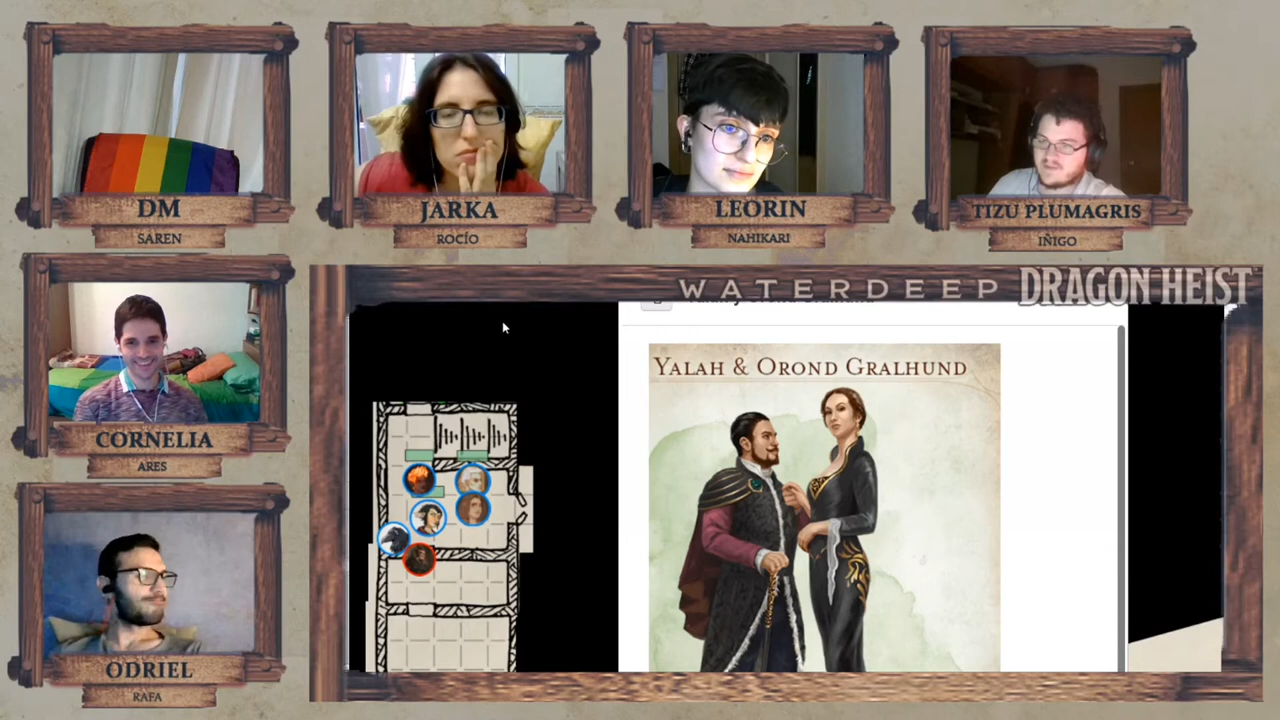 DM
SAREN
JARKA
ROCÍO
LEORIN
NAHIKARI
TIZU PLUMAGRIS
IÑIGO
CORNELIA
ARES
ODRIEL
RAFA
WATERDEEP DRAGON HEIST
YALAH & OROND GRALHUND